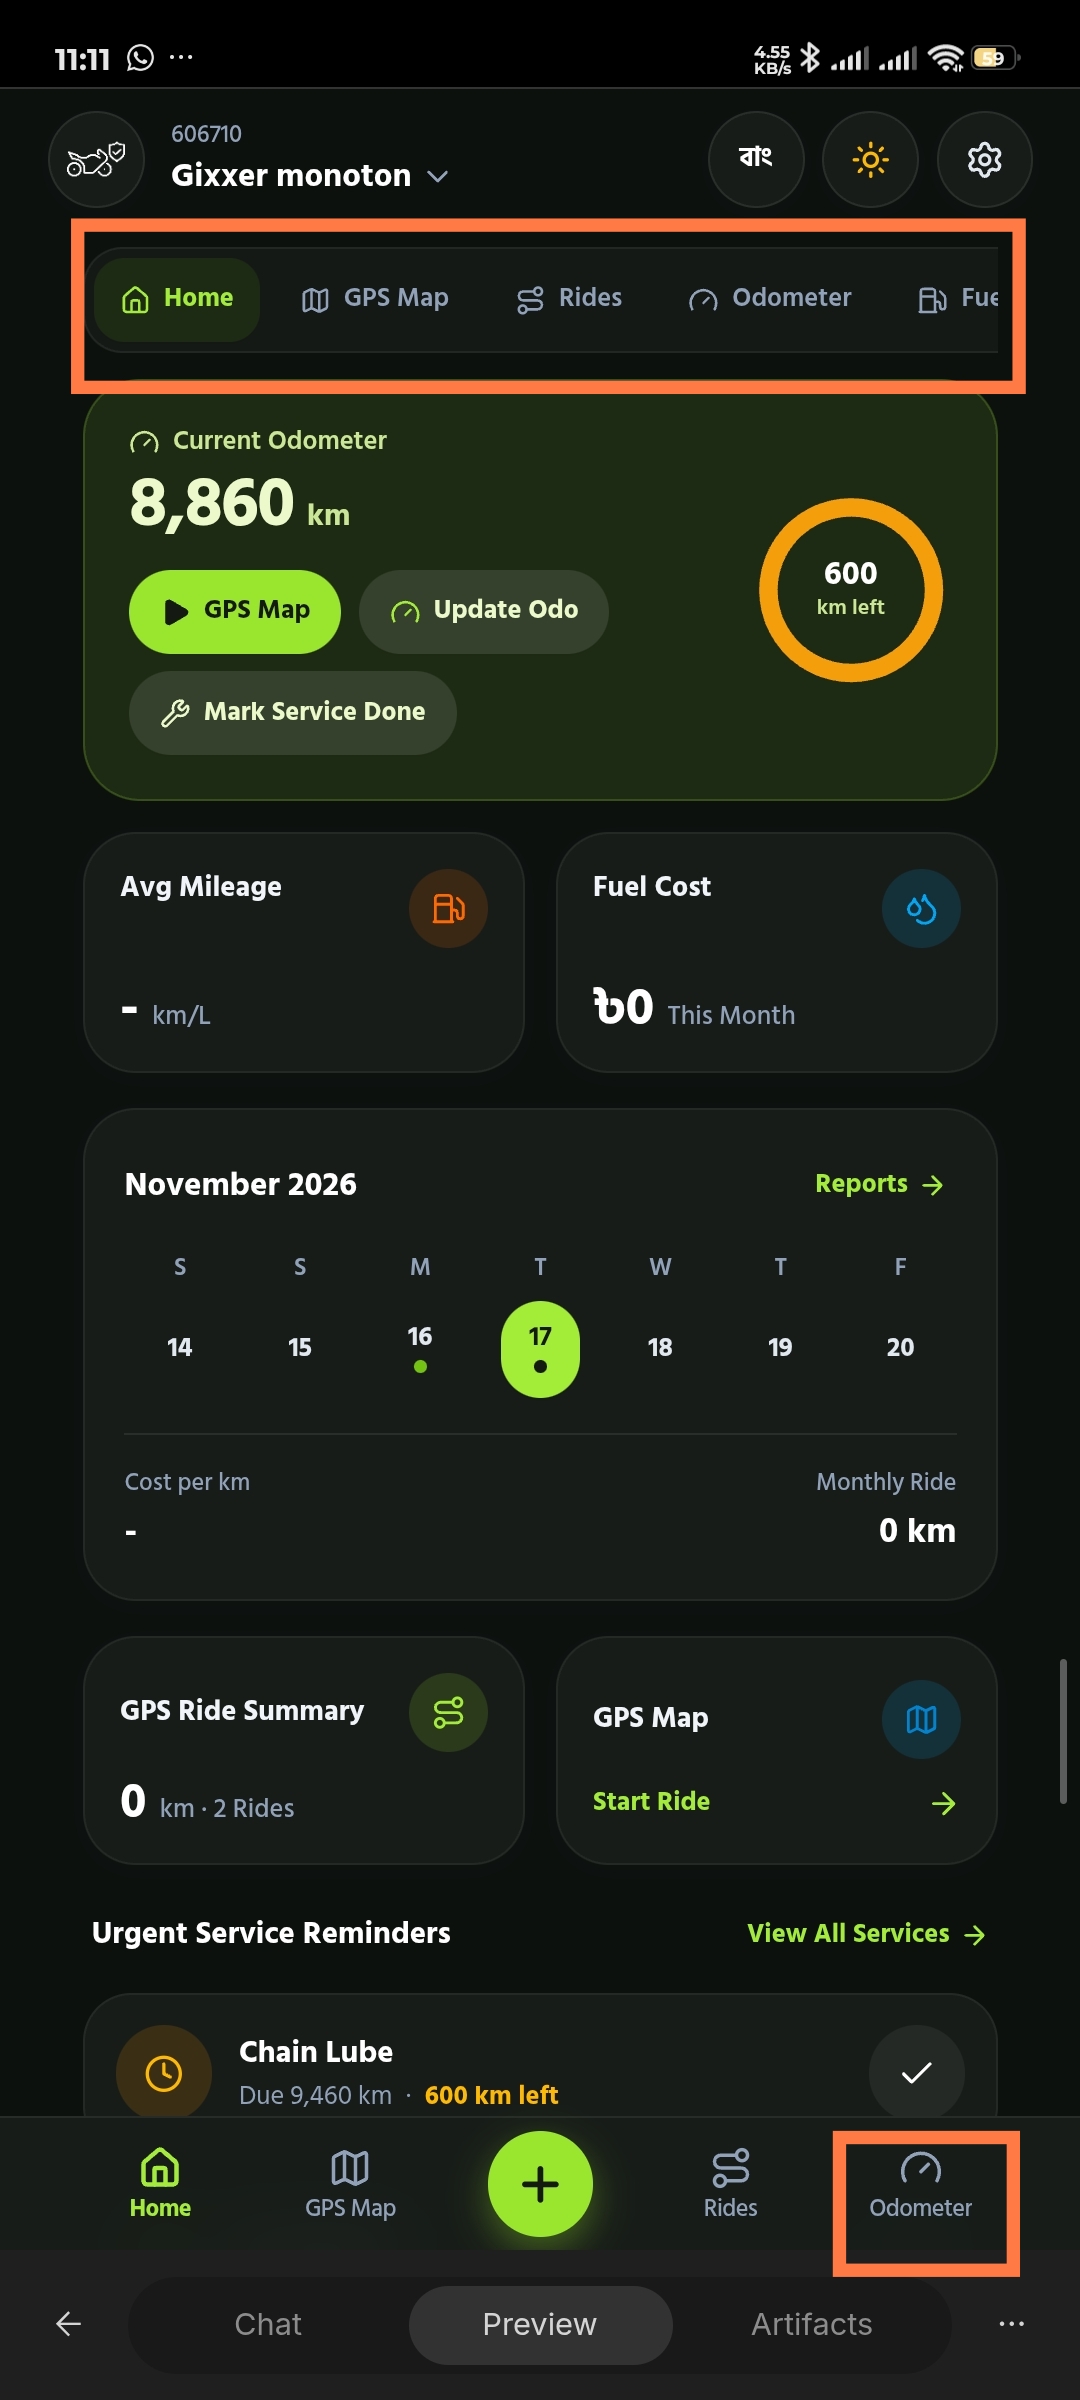 11:11
4.55
KB/s
59
606710
Gixxer monoton
বাং
Home
GPS Map
Rides
Odometer
Fue
Current Odometer
8,860 km
GPS Map
Update Odo
600
km left
Mark Service Done
Avg Mileage
Fuel Cost
- km/L
৳0 This Month
November 2026
Reports
S S M T W T F
14 15 16 17 18 19 20
Cost per km
Monthly Ride
-
0 km
GPS Ride Summary
GPS Map
0 km · 2 Rides
Start Ride
Urgent Service Reminders
View All Services
Chain Lube
Due 9,460 km · 600 km left
Home
GPS Map
Rides
Odometer
Chat
Preview
Artifacts